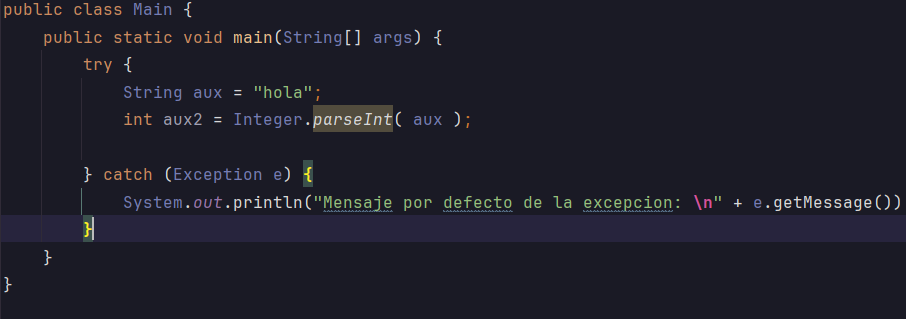 public class Main {
    public static void main(String[] args) {
        try {
            String aux = "hola";
            int aux2 = Integer.parseInt( aux );
        } catch (Exception e) {
            System.out.println("Mensaje por defecto de la excepcion: \n" + e.getMessage())
        }
    }
}